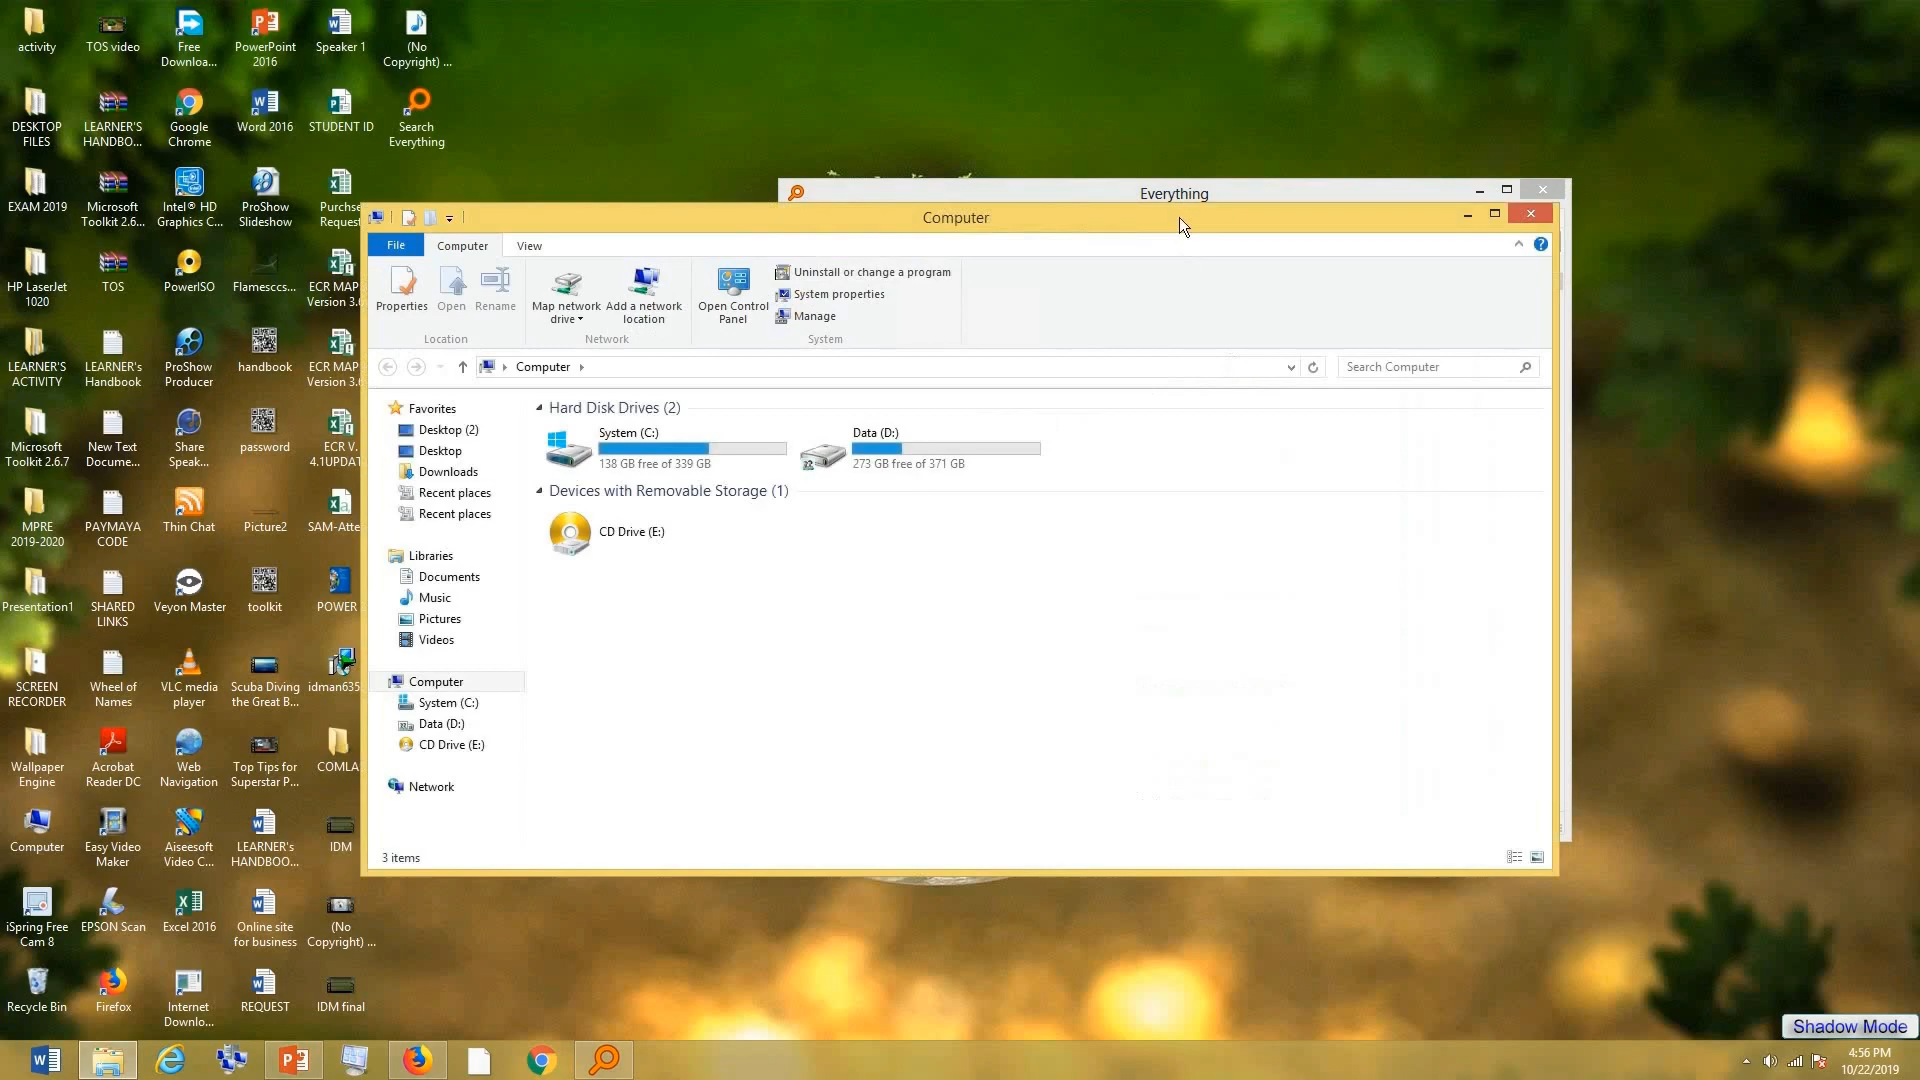 activity
TOS video
Free
Downloa...
PowerPoint
2016
Speaker 1
(No
Copyright) ...
DESKTOP
FILES
LEARNER'S
HANDBO...
Google
Chrome
Word 2016
STUDENT ID
Search
Everything
EXAM 2019
Microsoft
Toolkit 2.6...
Intel® HD
Graphics C...
ProShow
Slideshow
Purchse
Request
HP LaserJet
1020
TOS
PowerISO
Flamesccs...
ECR MAP
Version 3.6
LEARNER'S
ACTIVITY
LEARNER's
Handbook
ProShow
Producer
handbook
ECR MAP
Version 3.6
Microsoft
Toolkit 2.6.7
New Text
Docume...
Share
Speak...
password
ECR V.
4.1UPDAT
MPRE
2019-2020
PAYMAYA
CODE
Thin Chat
Picture2
SAM-Atte
Presentation1
SHARED
LINKS
Veyon Master
toolkit
POWER
SCREEN
RECORDER
Wheel of
Names
VLC media
player
Scuba Diving
the Great B...
idman635
Wallpaper
Engine
Acrobat
Reader DC
Web
Navigation
Top Tips for
Superstar P...
COMLA
Computer
Easy Video
Maker
Aiseesoft
Video C...
LEARNER's
HANDBOO...
IDM
iSpring Free
Cam 8
EPSON Scan
Excel 2016
Online site
for business
(No
Copyright) ...
Recycle Bin
Firefox
Internet
Downlo...
REQUEST
IDM final
Everything
Computer
File
Computer
View
Properties
Open
Rename
Location
Map network
drive
Add a network
location
Network
Open Control
Panel
Uninstall or change a program
System properties
Manage
System
Computer
Search Computer
Favorites
Desktop (2)
Desktop
Downloads
Recent places
Recent places
Libraries
Documents
Music
Pictures
Videos
Computer
System (C:)
Data (D:)
CD Drive (E:)
Network
Hard Disk Drives (2)
System (C:)
138 GB free of 339 GB
Data (D:)
273 GB free of 371 GB
Devices with Removable Storage (1)
CD Drive (E:)
3 items
Shadow Mode
4:56 PM
10/22/2019